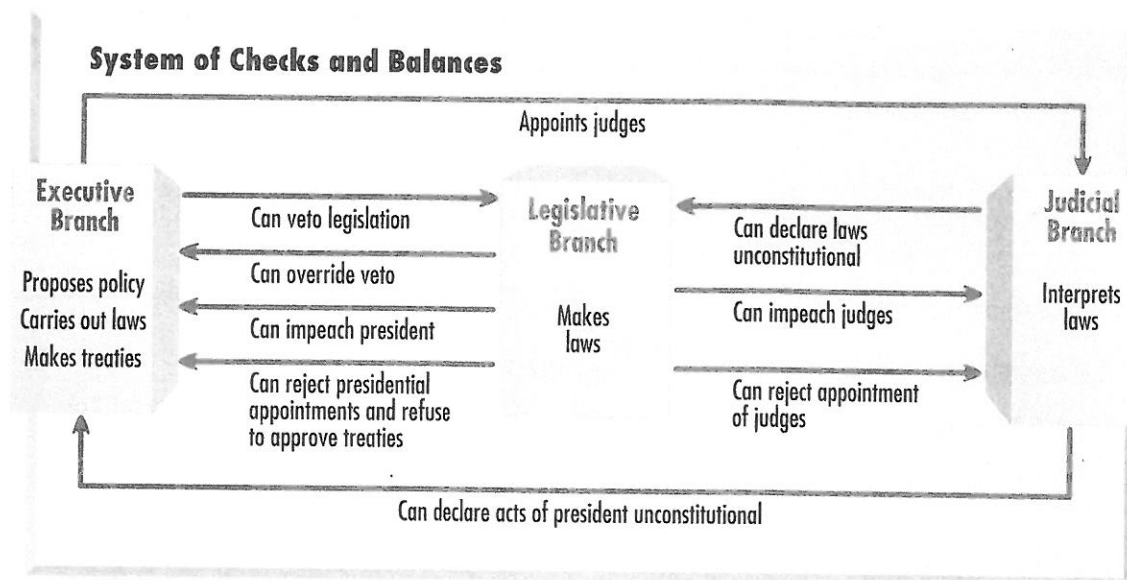 System of Checks and Balances
Appoints judges
Executive
Branch
Proposes policy
Carries out laws
Makes treaties
Can veto legislation
Can override veto
Can impeach president
Can reject presidential
appointments and refuse
to approve treaties
Legislative
Branch
Makes
laws
Can declare laws
unconstitutional
Can impeach judges
Can reject appointment
of judges
Judicial
Branch
Interprets
laws
Can declare acts of president unconstitutional